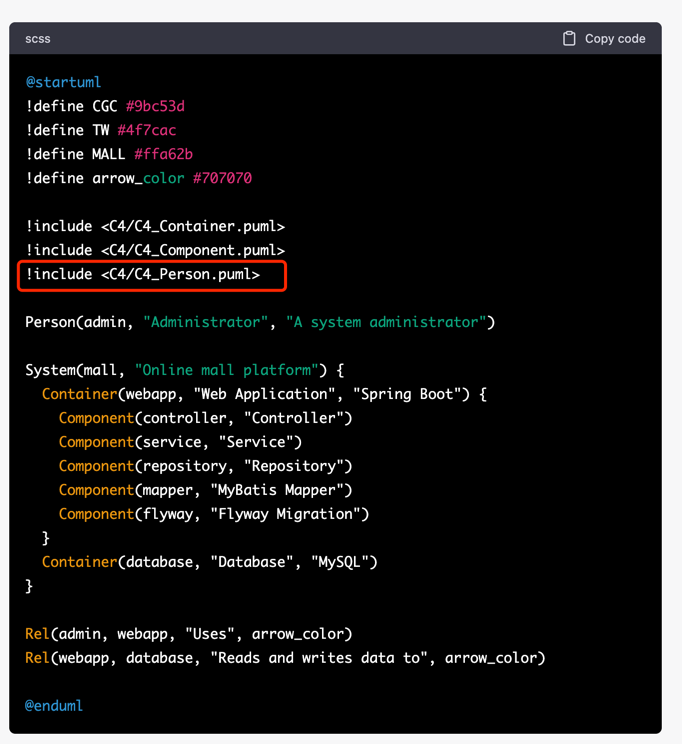 scss
Copy code
@startuml
!define CGC #9bc53d
!define TW #4f7cac
!define MALL #ffa62b
!define arrow_color #707070
!include <C4/C4_Container.puml>
!include <C4/C4_Component.puml>
!include <C4/C4_Person.puml>
Person(admin, "Administrator", "A system administrator")
System(mall, "Online mall platform") {
  Container(webapp, "Web Application", "Spring Boot") {
    Component(controller, "Controller")
    Component(service, "Service")
    Component(repository, "Repository")
    Component(mapper, "MyBatis Mapper")
    Component(flyway, "Flyway Migration")
  }
  Container(database, "Database", "MySQL")
}
Rel(admin, webapp, "Uses", arrow_color)
Rel(webapp, database, "Reads and writes data to", arrow_color)
@enduml